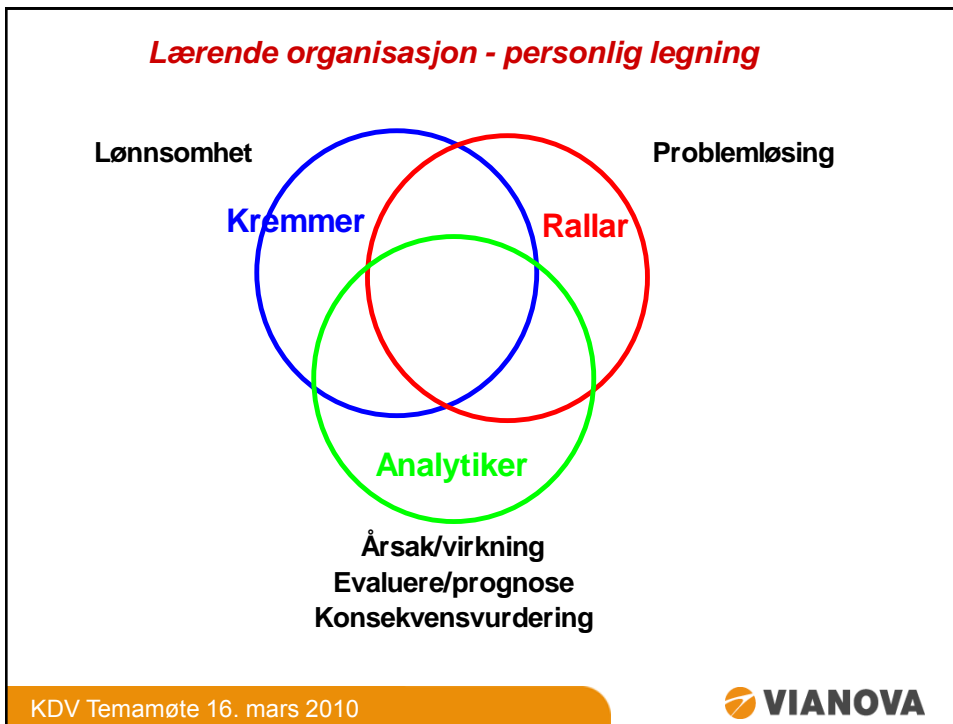 Lærende organisasjon - personlig legning
Lønnsomhet
Problemløsing
Kremmer
Rallar
Analytiker
Årsak/virkning
Evaluere/prognose
Konsekvensvurdering
KDV Temamøte 16. mars 2010
VIANOVA